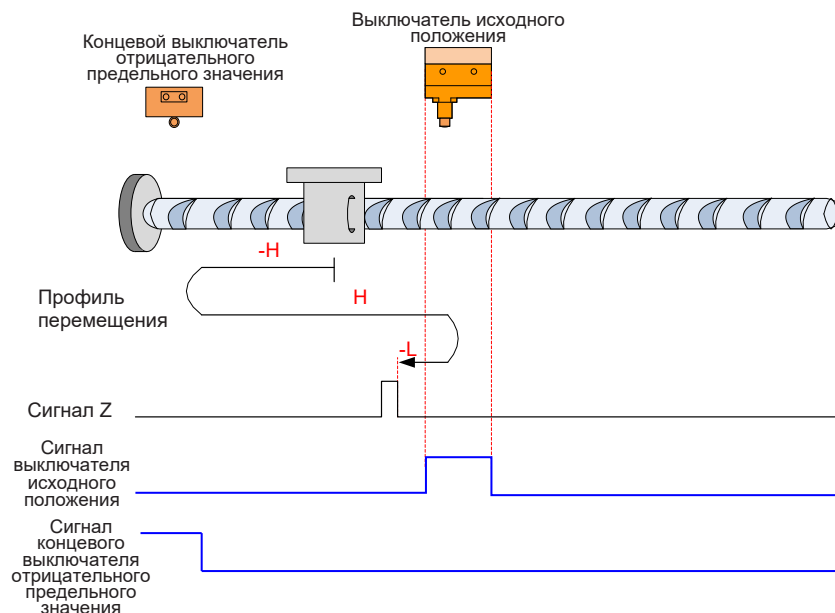 Выключатель исходного
положения
Концевой выключатель
отрицательного
предельного значения
-H
H
Профиль
перемещения
-L
Сигнал Z
Сигнал
выключателя
исходного
положения
Сигнал
концевого
выключателя
отрицательного
предельного
значения